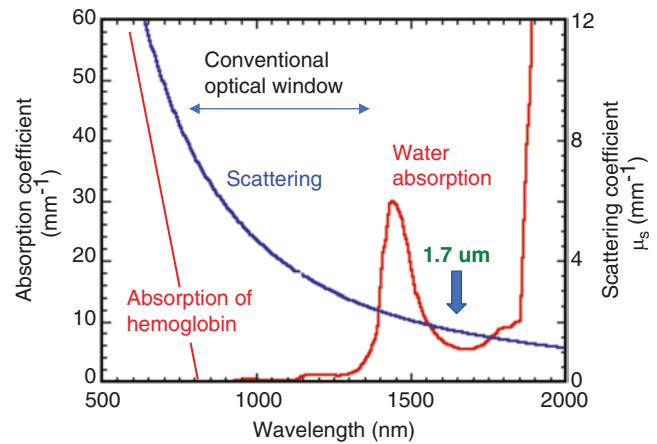 60
50
40
30
20
10
0
Absorption coefficient
(mm⁻¹)
Conventional
optical window
Scattering
Water
absorption
1.7 um
Absorption of
hemoglobin
12
8
4
0
Scattering coefficient
μₛ (mm⁻¹)
500 1000 1500 2000
Wavelength (nm)